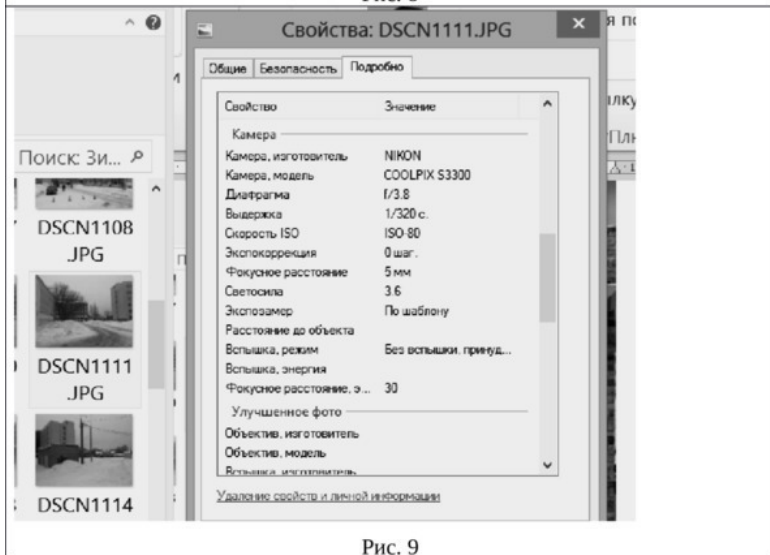 Свойства: DSCN1111.JPG
Общие Безопасность Подробно
Свойство Значение
Камера
Камера, изготовитель NIKON
Камера, модель COOLPIX S3300
Диафрагма f/3.8
Выдержка 1/320 с.
Скорость ISO ISO-80
Экспокоррекция 0 шаг.
Фокусное расстояние 5 мм
Светосила 3.6
Экспозамер По шаблону
Расстояние до объекта
Вспышка, режим Без вспышки, принуд...
Вспышка, энергия
Фокусное расстояние, э... 30
Улучшенное фото
Объектив, изготовитель
Объектив, модель
Вспышка, изготовитель
Удаление свойств и личной информации
Поиск: Зи...
DSCN1108
.JPG
DSCN1111
.JPG
DSCN1114
Рис. 9